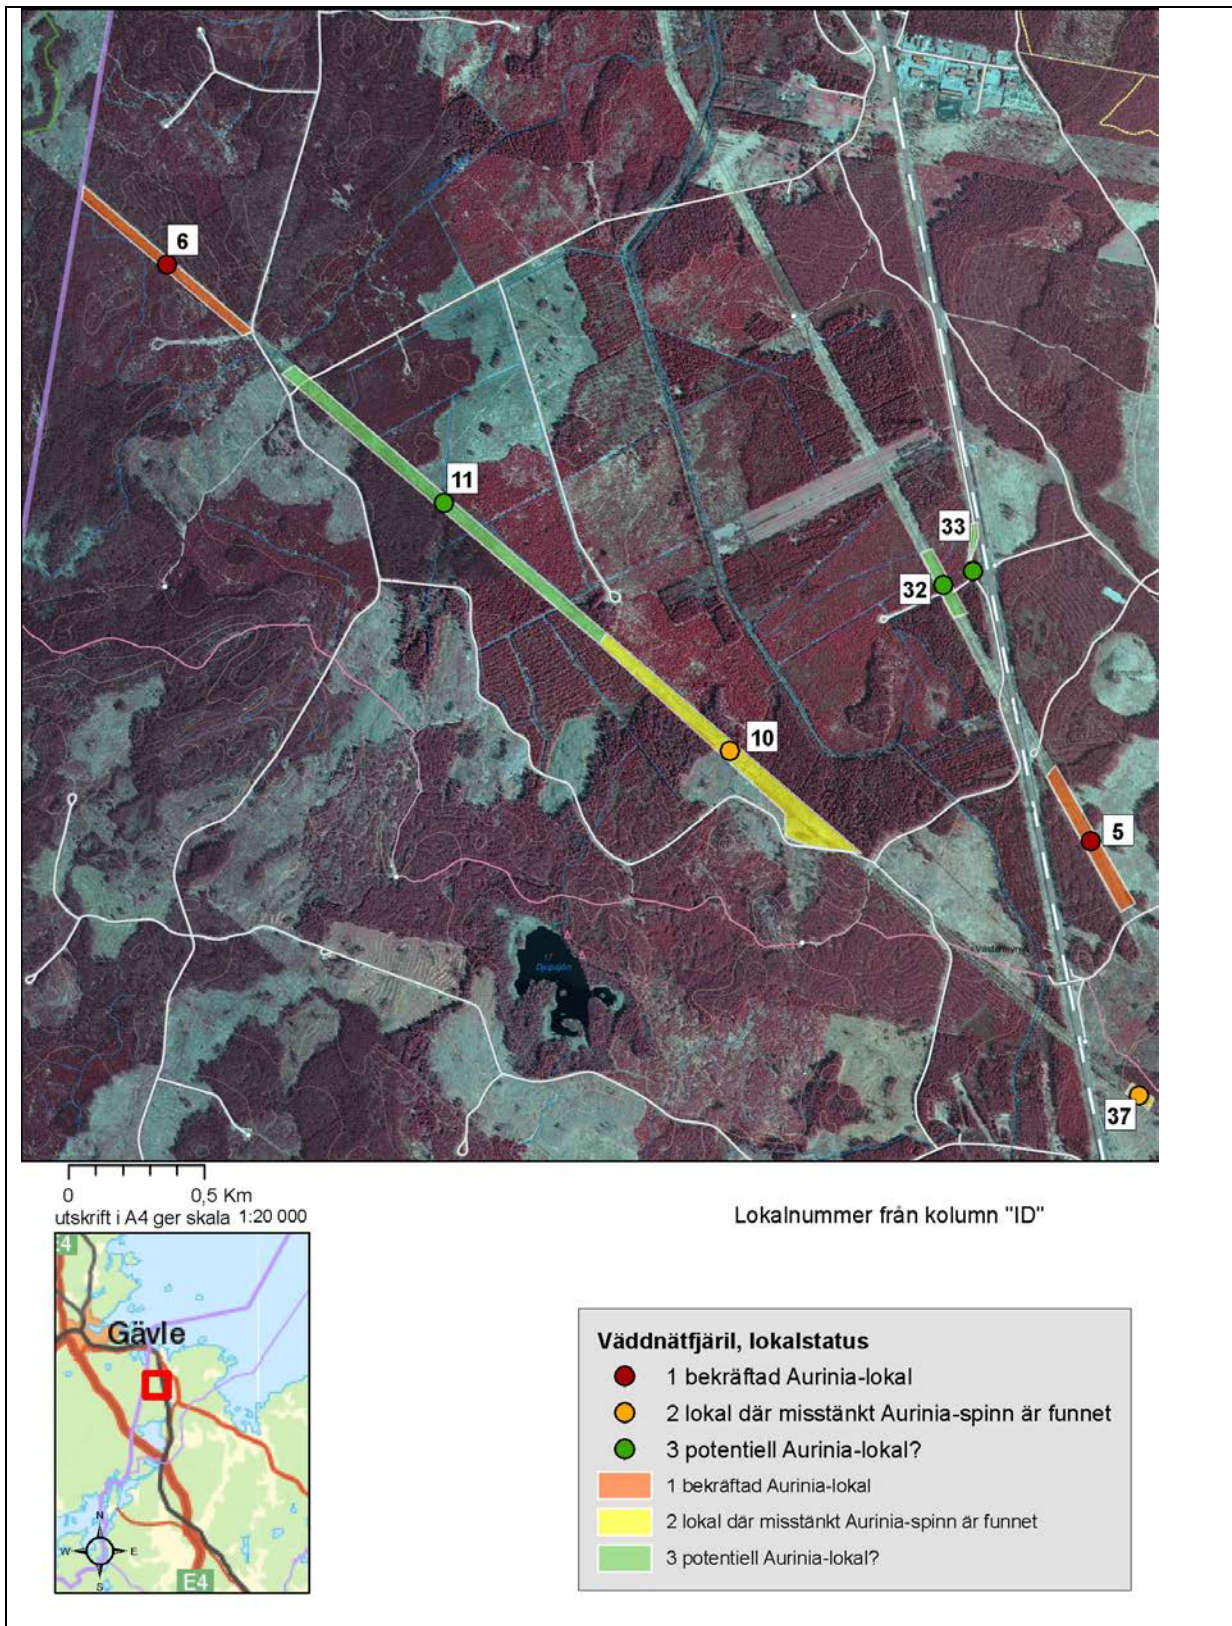 6
11
33
32
10
5
17
Djupsjön
37
0 0,5 Km
utskrift i A4 ger skala 1:20 000
Lokalnummer från kolumn "ID"
E4
Gävle
N
W E
S
E4
Väddnätfjäril, lokalstatus
1 bekräftad Aurinia-lokal
2 lokal där misstänkt Aurinia-spinn är funnet
3 potentiell Aurinia-lokal?
1 bekräftad Aurinia-lokal
2 lokal där misstänkt Aurinia-spinn är funnet
3 potentiell Aurinia-lokal?